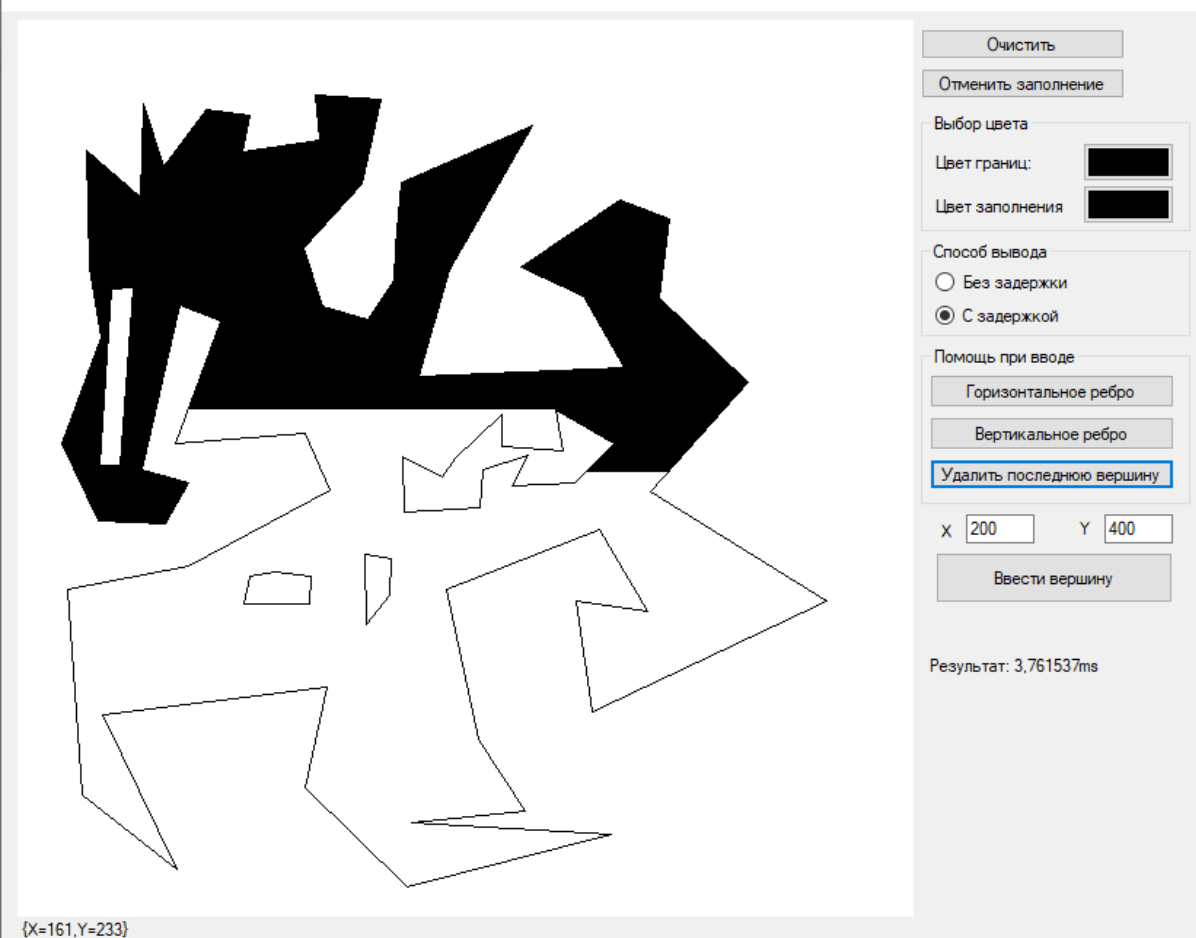 Очистить
Отменить заполнение
Выбор цвета
Цвет границ:
Цвет заполнения
Способ вывода
Без задержки
С задержкой
Помощь при вводе
Горизонтальное ребро
Вертикальное ребро
Удалить последнюю вершину
X 200 Y 400
Ввести вершину
Результат: 3,761537ms
{X=161,Y=233}